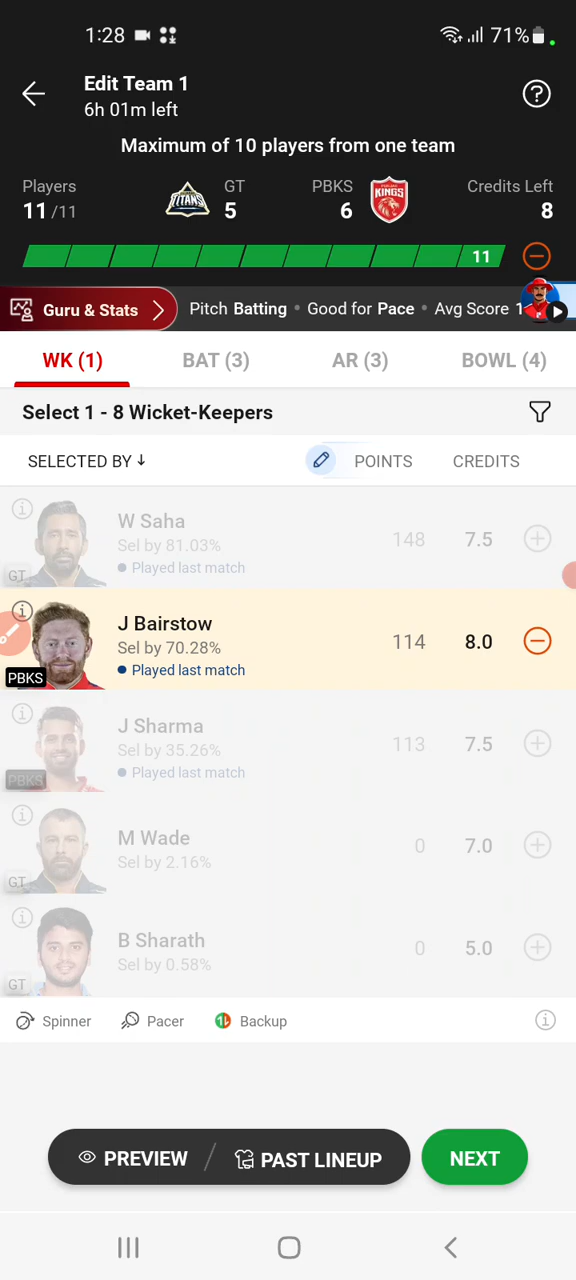 1:28 71%
Edit Team 1
6h 01m left
Maximum of 10 players from one team
Players GT PBKS Credits Left
11/11 5 6 8
TITANS
KINGS
11
Guru & Stats Pitch Batting • Good for Pace • Avg Score 1
WK (1) BAT (3) AR (3) BOWL (4)
Select 1 - 8 Wicket-Keepers
SELECTED BY ↓ POINTS CREDITS
W Saha
Sel by 81.03% 148 7.5
GT • Played last match
J Bairstow
Sel by 70.28% 114 8.0
PBKS • Played last match
J Sharma
Sel by 35.26% 113 7.5
PBKS • Played last match
M Wade
Sel by 2.16% 0 7.0
GT
B Sharath
Sel by 0.58% 0 5.0
GT
Spinner Pacer Backup
PREVIEW / PAST LINEUP NEXT